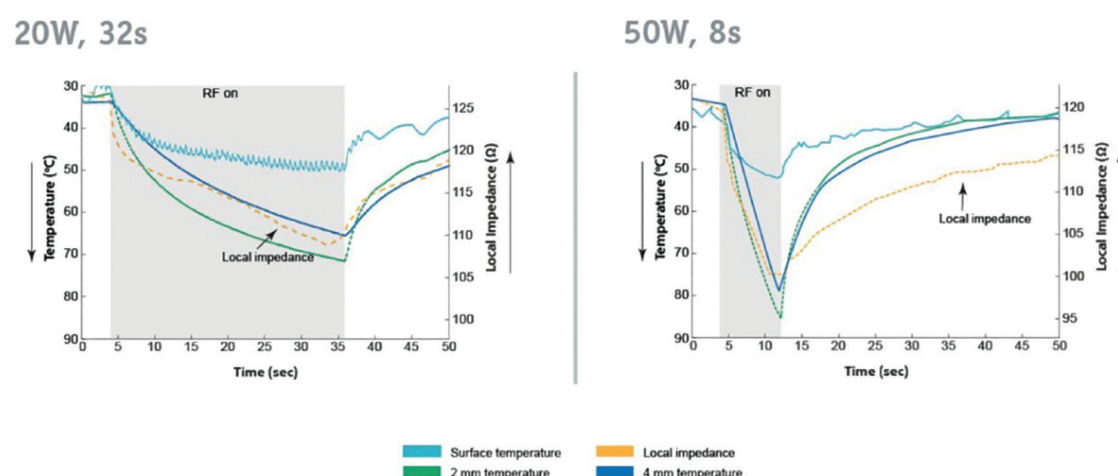 20W, 32s
50W, 8s
RF on
Temperature (°C)
30
40
50
60
70
80
90
125
120
115
110
105
100
Local Impedance (Ω)
Local impedance
0 5 10 15 20 25 30 35 40 45 50
Time (sec)
RF on
Temperature (°C)
30
40
50
60
70
80
90
120
115
110
105
100
95
Local Impedance (Ω)
Local impedance
0 5 10 15 20 25 30 35 40 45 50
Time (sec)
Surface temperature
Local impedance
2 mm temperature
4 mm temperature